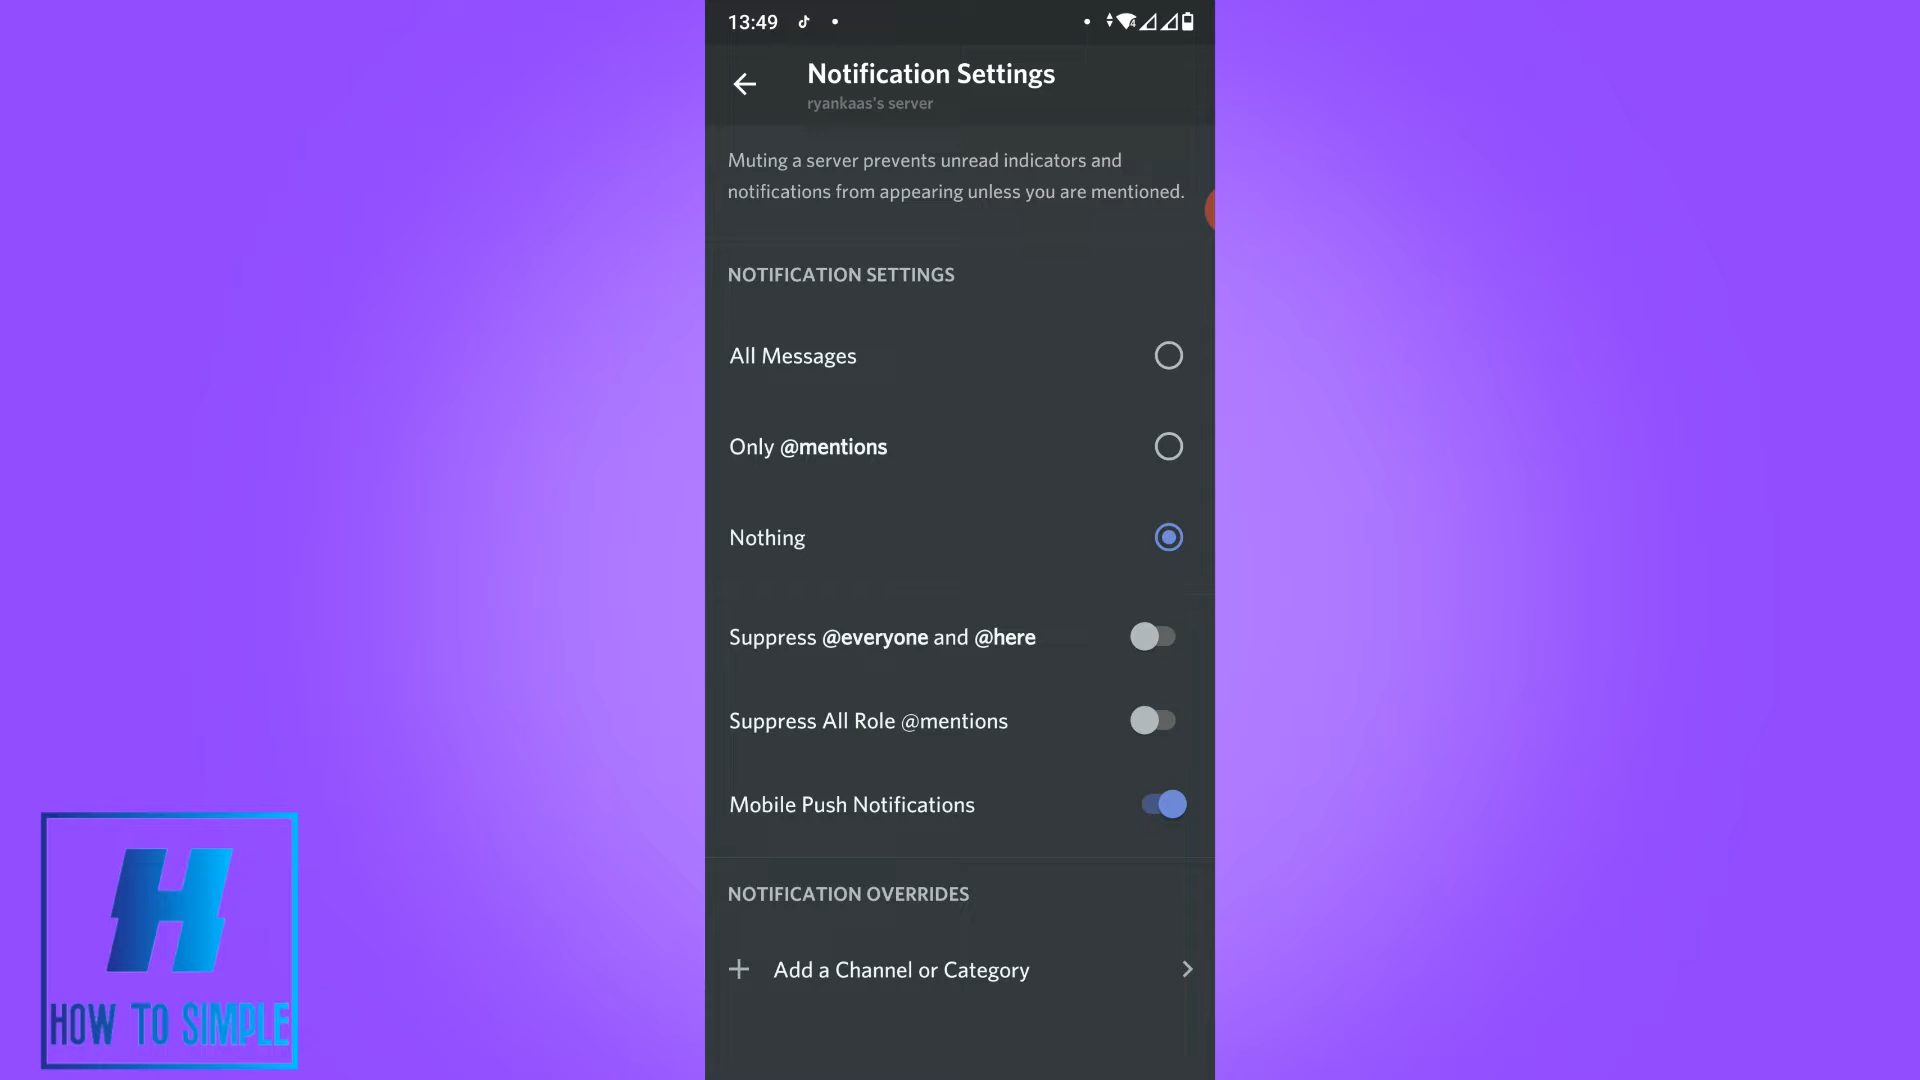 13:49
Notification Settings
ryankaas's server
Muting a server prevents unread indicators and
notifications from appearing unless you are mentioned.
NOTIFICATION SETTINGS
All Messages
Only @mentions
Nothing
Suppress @everyone and @here
Suppress All Role @mentions
Mobile Push Notifications
NOTIFICATION OVERRIDES
Add a Channel or Category
H
HOW TO SIMPLE